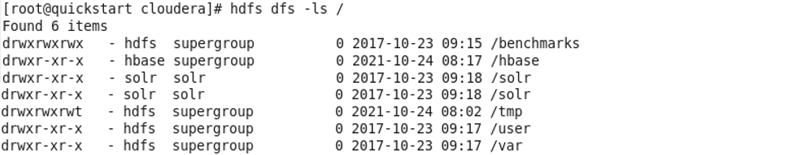 [root@quickstart cloudera]# hdfs dfs -ls /
Found 6 items
drwxrwxrwx   - hdfs  supergroup          0 2017-10-23 09:15 /benchmarks
drwxr-xr-x   - hbase supergroup          0 2021-10-24 08:17 /hbase
drwxr-xr-x   - solr  solr                0 2017-10-23 09:18 /solr
drwxr-xr-x   - solr  solr                0 2017-10-23 09:18 /solr
drwxrwxrwt   - hdfs  supergroup          0 2021-10-24 08:02 /tmp
drwxr-xr-x   - hdfs  supergroup          0 2017-10-23 09:17 /user
drwxr-xr-x   - hdfs  supergroup          0 2017-10-23 09:17 /var